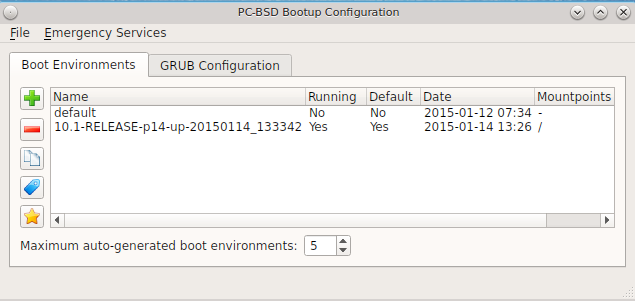 PC-BSD Bootup Configuration
File Emergency Services
Boot Environments GRUB Configuration
Name Running Default Date Mountpoints
default No No 2015-01-12 07:34 -
10.1-RELEASE-p14-up-20150114_133342 Yes Yes 2015-01-14 13:26 /
Maximum auto-generated boot environments: 5